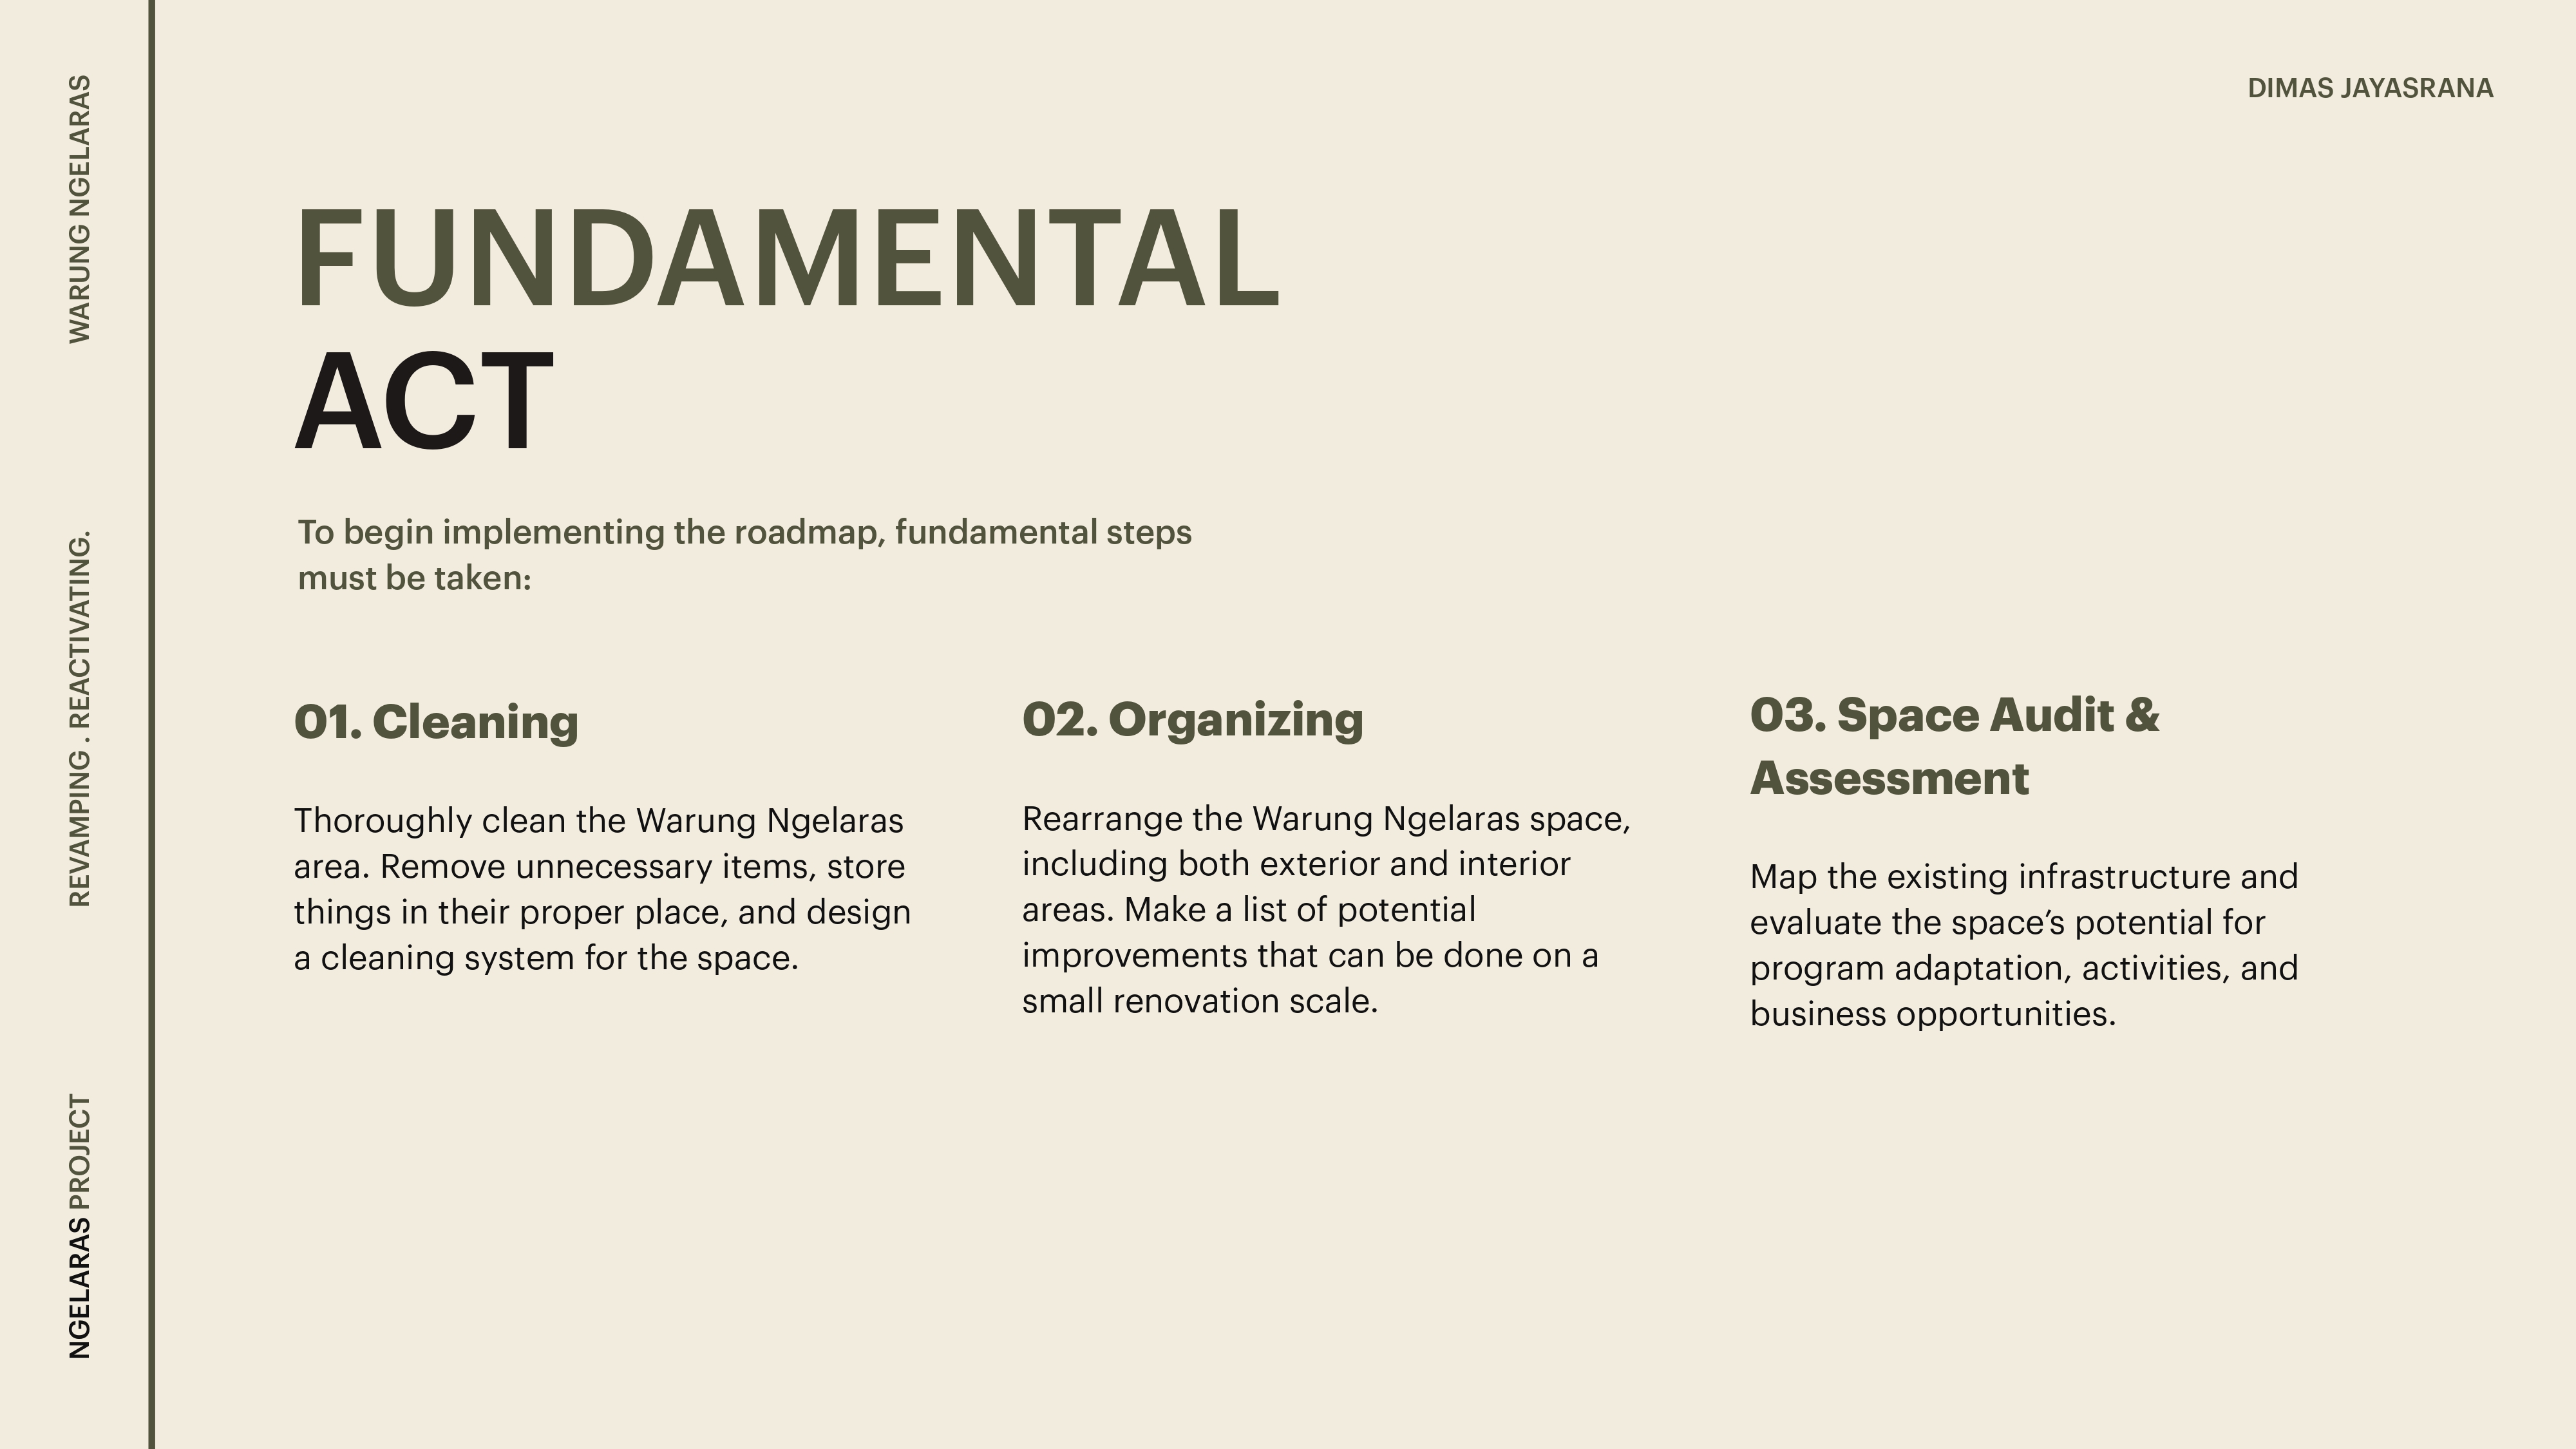 WARUNG NGELARAS
REVAMPING . REACTIVATING.
NGELARAS PROJECT
DIMAS JAYASRANA
FUNDAMENTAL
ACT
To begin implementing the roadmap, fundamental steps
must be taken:
01. Cleaning
Thoroughly clean the Warung Ngelaras
area. Remove unnecessary items, store
things in their proper place, and design
a cleaning system for the space.
02. Organizing
Rearrange the Warung Ngelaras space,
including both exterior and interior
areas. Make a list of potential
improvements that can be done on a
small renovation scale.
03. Space Audit &
Assessment
Map the existing infrastructure and
evaluate the space’s potential for
program adaptation, activities, and
business opportunities.